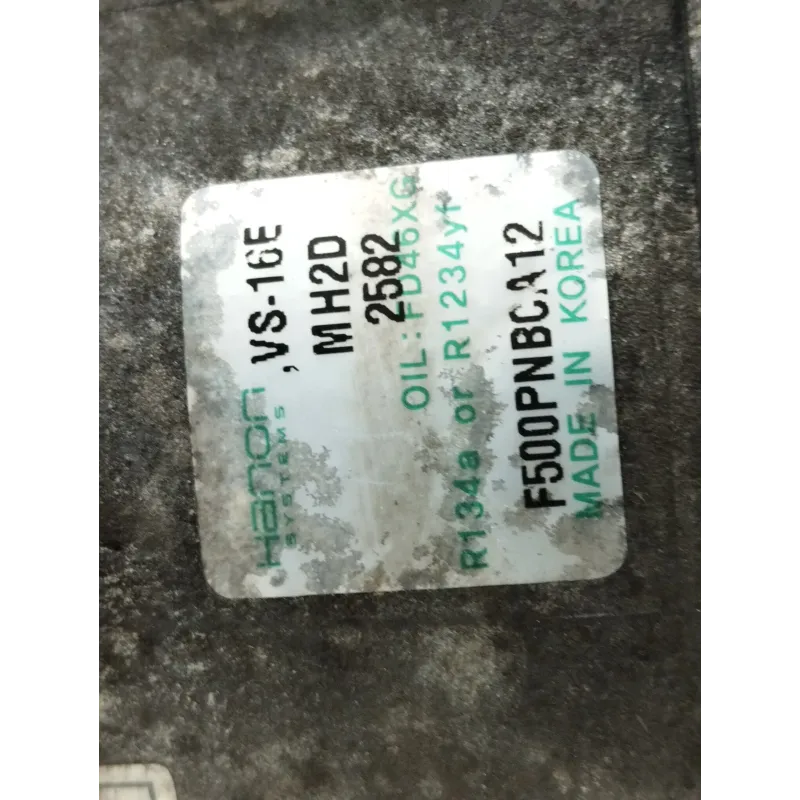 Hanon ,VS-16E
SYSTEMS
MH2D
2582
OIL: FD46XG
R134a or R1234yf
F500PNBCA12
MADE IN KOREA